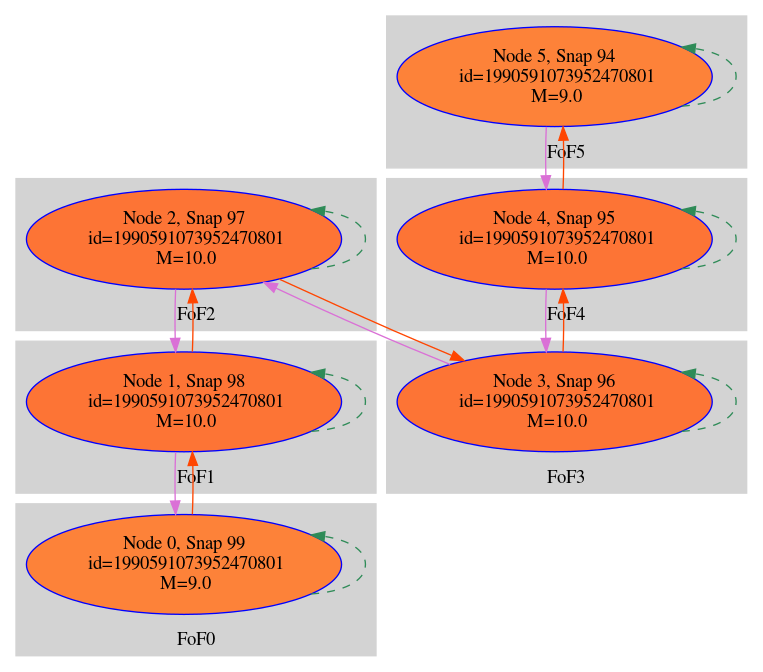 Node 5, Snap 94
id=1990591073952470801
M=9.0
FoF5
Node 2, Snap 97
id=1990591073952470801
M=10.0
FoF2
Node 4, Snap 95
id=1990591073952470801
M=10.0
FoF4
Node 1, Snap 98
id=1990591073952470801
M=10.0
FoF1
Node 3, Snap 96
id=1990591073952470801
M=10.0
FoF3
Node 0, Snap 99
id=1990591073952470801
M=9.0
FoF0